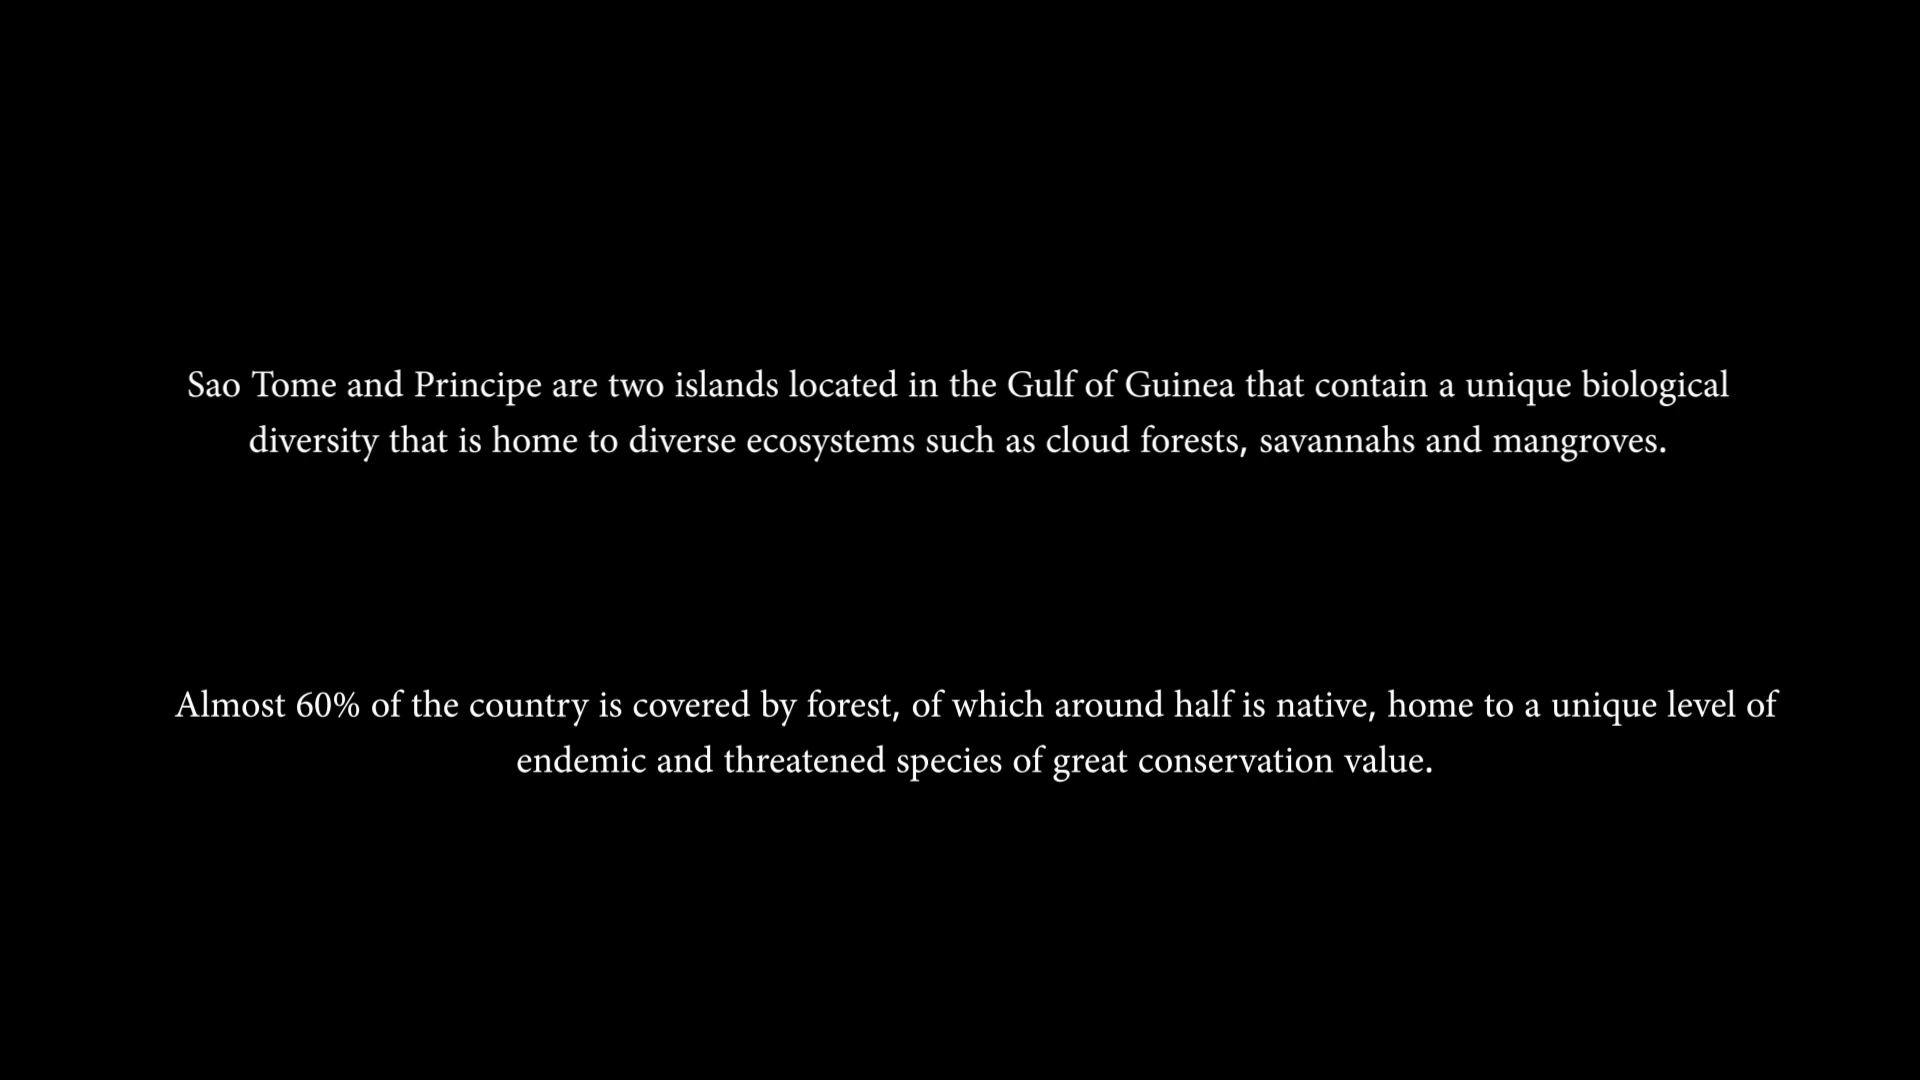 Sao Tome and Principe are two islands located in the Gulf of Guinea that contain a unique biological
diversity that is home to diverse ecosystems such as cloud forests, savannahs and mangroves.
Almost 60% of the country is covered by forest, of which around half is native, home to a unique level of
endemic and threatened species of great conservation value.